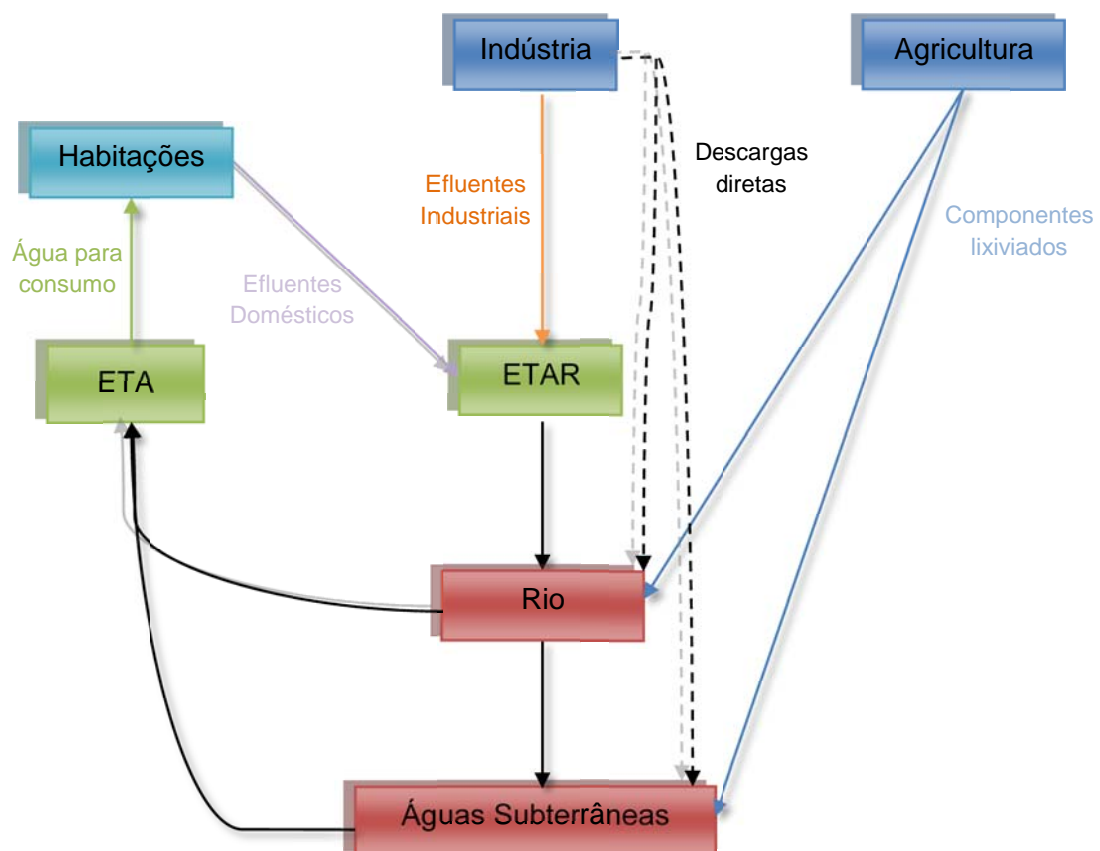 Indústria
Agricultura
Habitações
Descargas
diretas
Efluentes
Industriais
Componentes
lixiviados
Água para
consumo
Efluentes
Domésticos
ETA
ETAR
Rio
Águas Subterrâneas